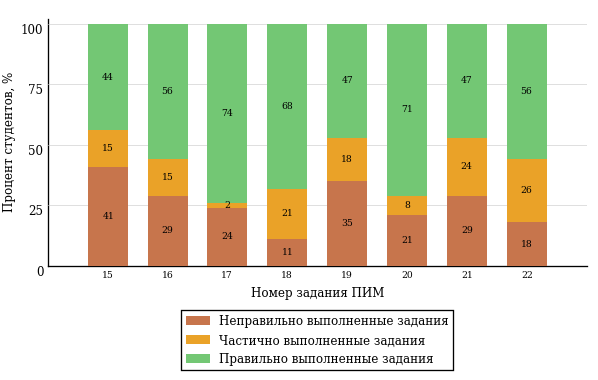 Процент студентов, %
100
75
50
25
0
44 56 74 68 47 71 47 56
15 15 2 21 18 8 24 26
41 29 24 11 35 21 29 18
15 16 17 18 19 20 21 22
Номер задания ПИМ
Неправильно выполненные задания
Частично выполненные задания
Правильно выполненные задания